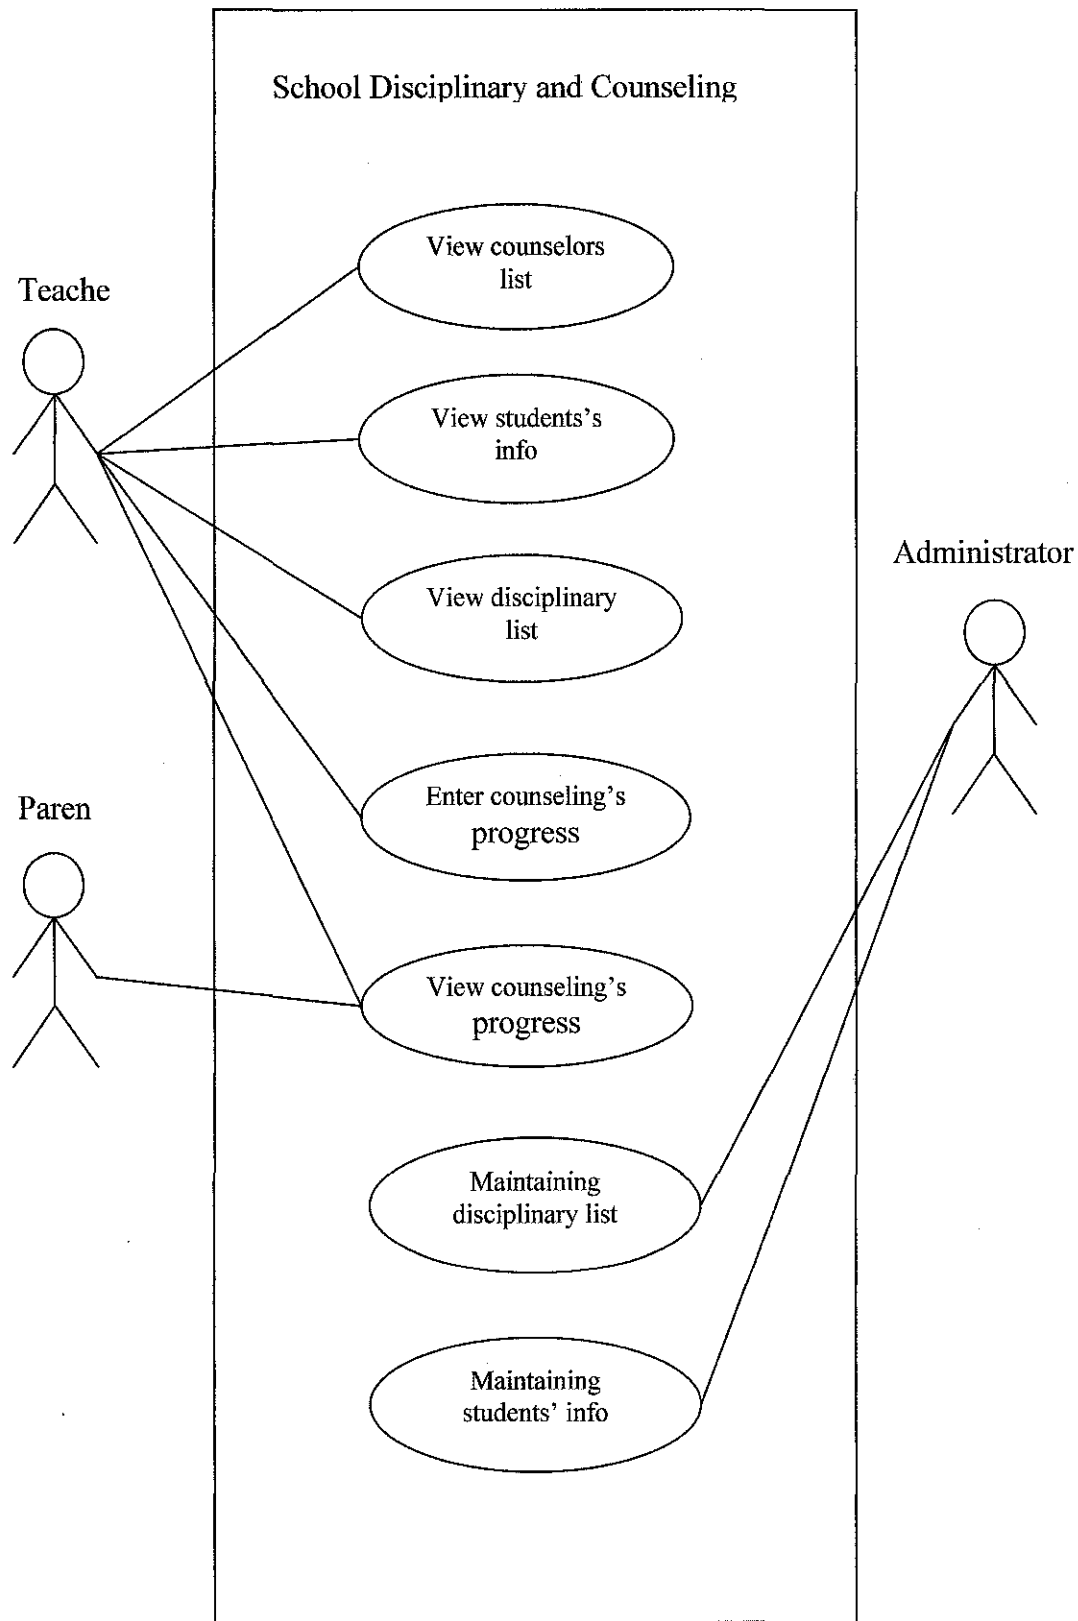 School Disciplinary and Counseling
View counselors
list
Teache
View students's
info
View disciplinary
list
Administrator
Enter counseling's
progress
Paren
View counseling's
progress
Maintaining
disciplinary list
Maintaining
students' info